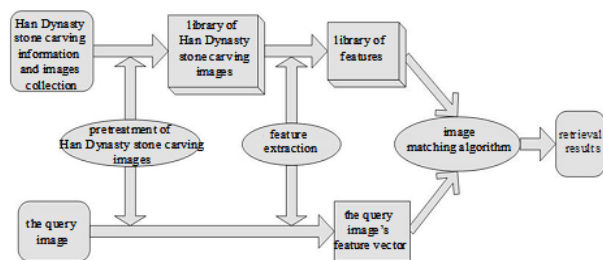 Han Dynasty
stone carving
information
and images
collection
library of
Han Dynasty
stone carving
images
library of
features
pretreatment of
Han Dynasty stone carving
images
feature
extraction
image
matching algorithm
retrieval
results
the query
image
the query
image's
feature vector